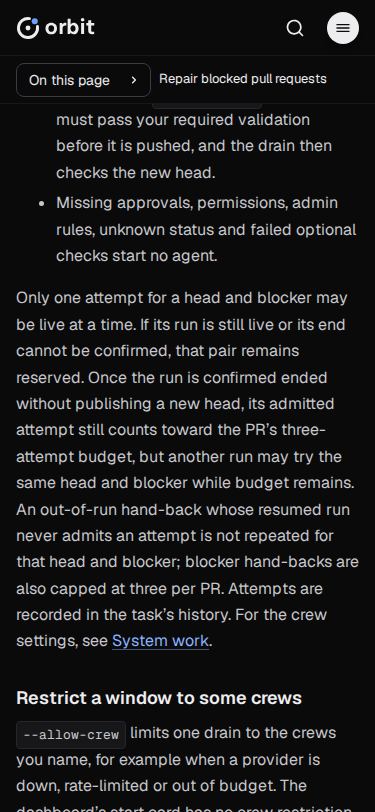 orbit
On this page
Repair blocked pull requests
must pass your required validation
before it is pushed, and the drain then
checks the new head.
Missing approvals, permissions, admin
rules, unknown status and failed optional
checks start no agent.
Only one attempt for a head and blocker may
be live at a time. If its run is still live or its end
cannot be confirmed, that pair remains
reserved. Once the run is confirmed ended
without publishing a new head, its admitted
attempt still counts toward the PR’s three-
attempt budget, but another run may try the
same head and blocker while budget remains.
An out-of-run hand-back whose resumed run
never admits an attempt is not repeated for
that head and blocker; blocker hand-backs are
also capped at three per PR. Attempts are
recorded in the task’s history. For the crew
settings, see System work.
Restrict a window to some crews
--allow-crew limits one drain to the crews
you name, for example when a provider is
down, rate-limited or out of budget. The
dashboard’s start card has no crew restriction